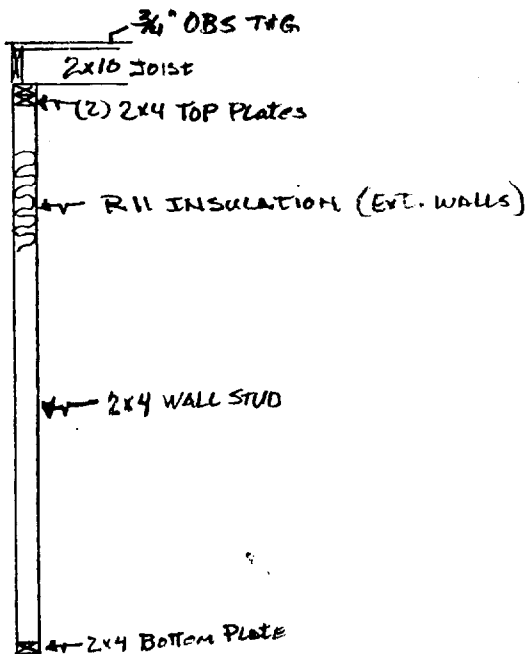 3/4" OBS T&G
2x10 JOIST
(2) 2x4 TOP Plates
R11 INSULATION (EXT. WALLS)
2x4 WALL STUD
2x4 Bottom Plate